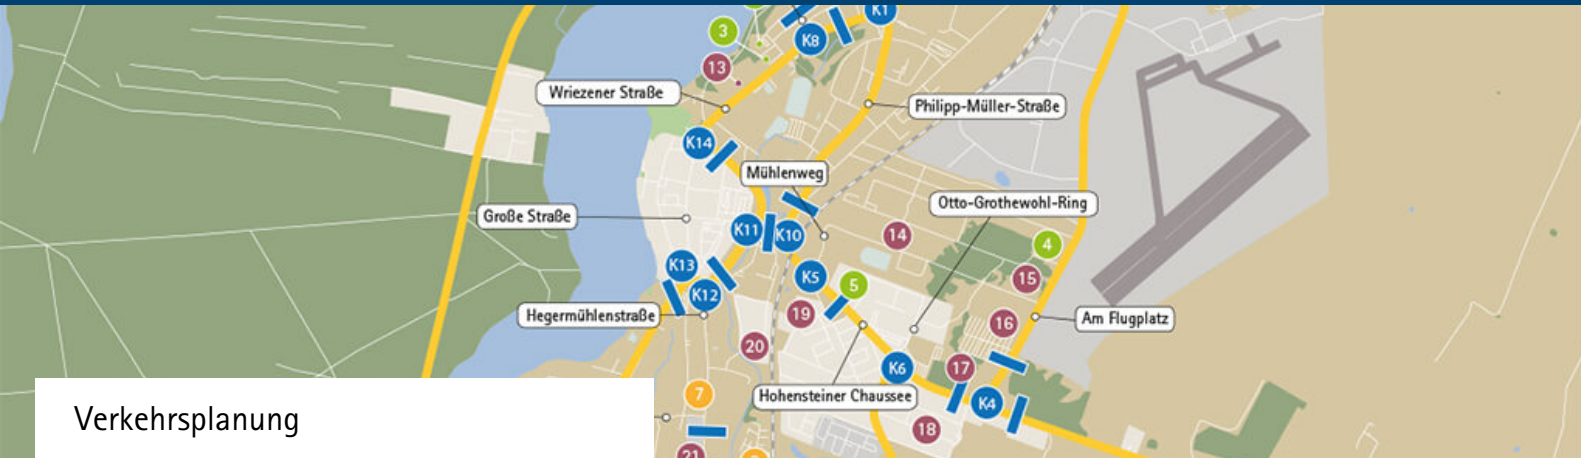 K1
3
K8
13
Wriezener Straße
Philipp-Müller-Straße
K14
Mühlenweg
Otto-Grothewohl-Ring
Große Straße
K11
K10
14
4
K13
K5
15
5
K12
Hegermühlenstraße
19
16
Am Flugplatz
20
K6
17
7
Hohensteiner Chaussee
K4
Verkehrsplanung
18
21